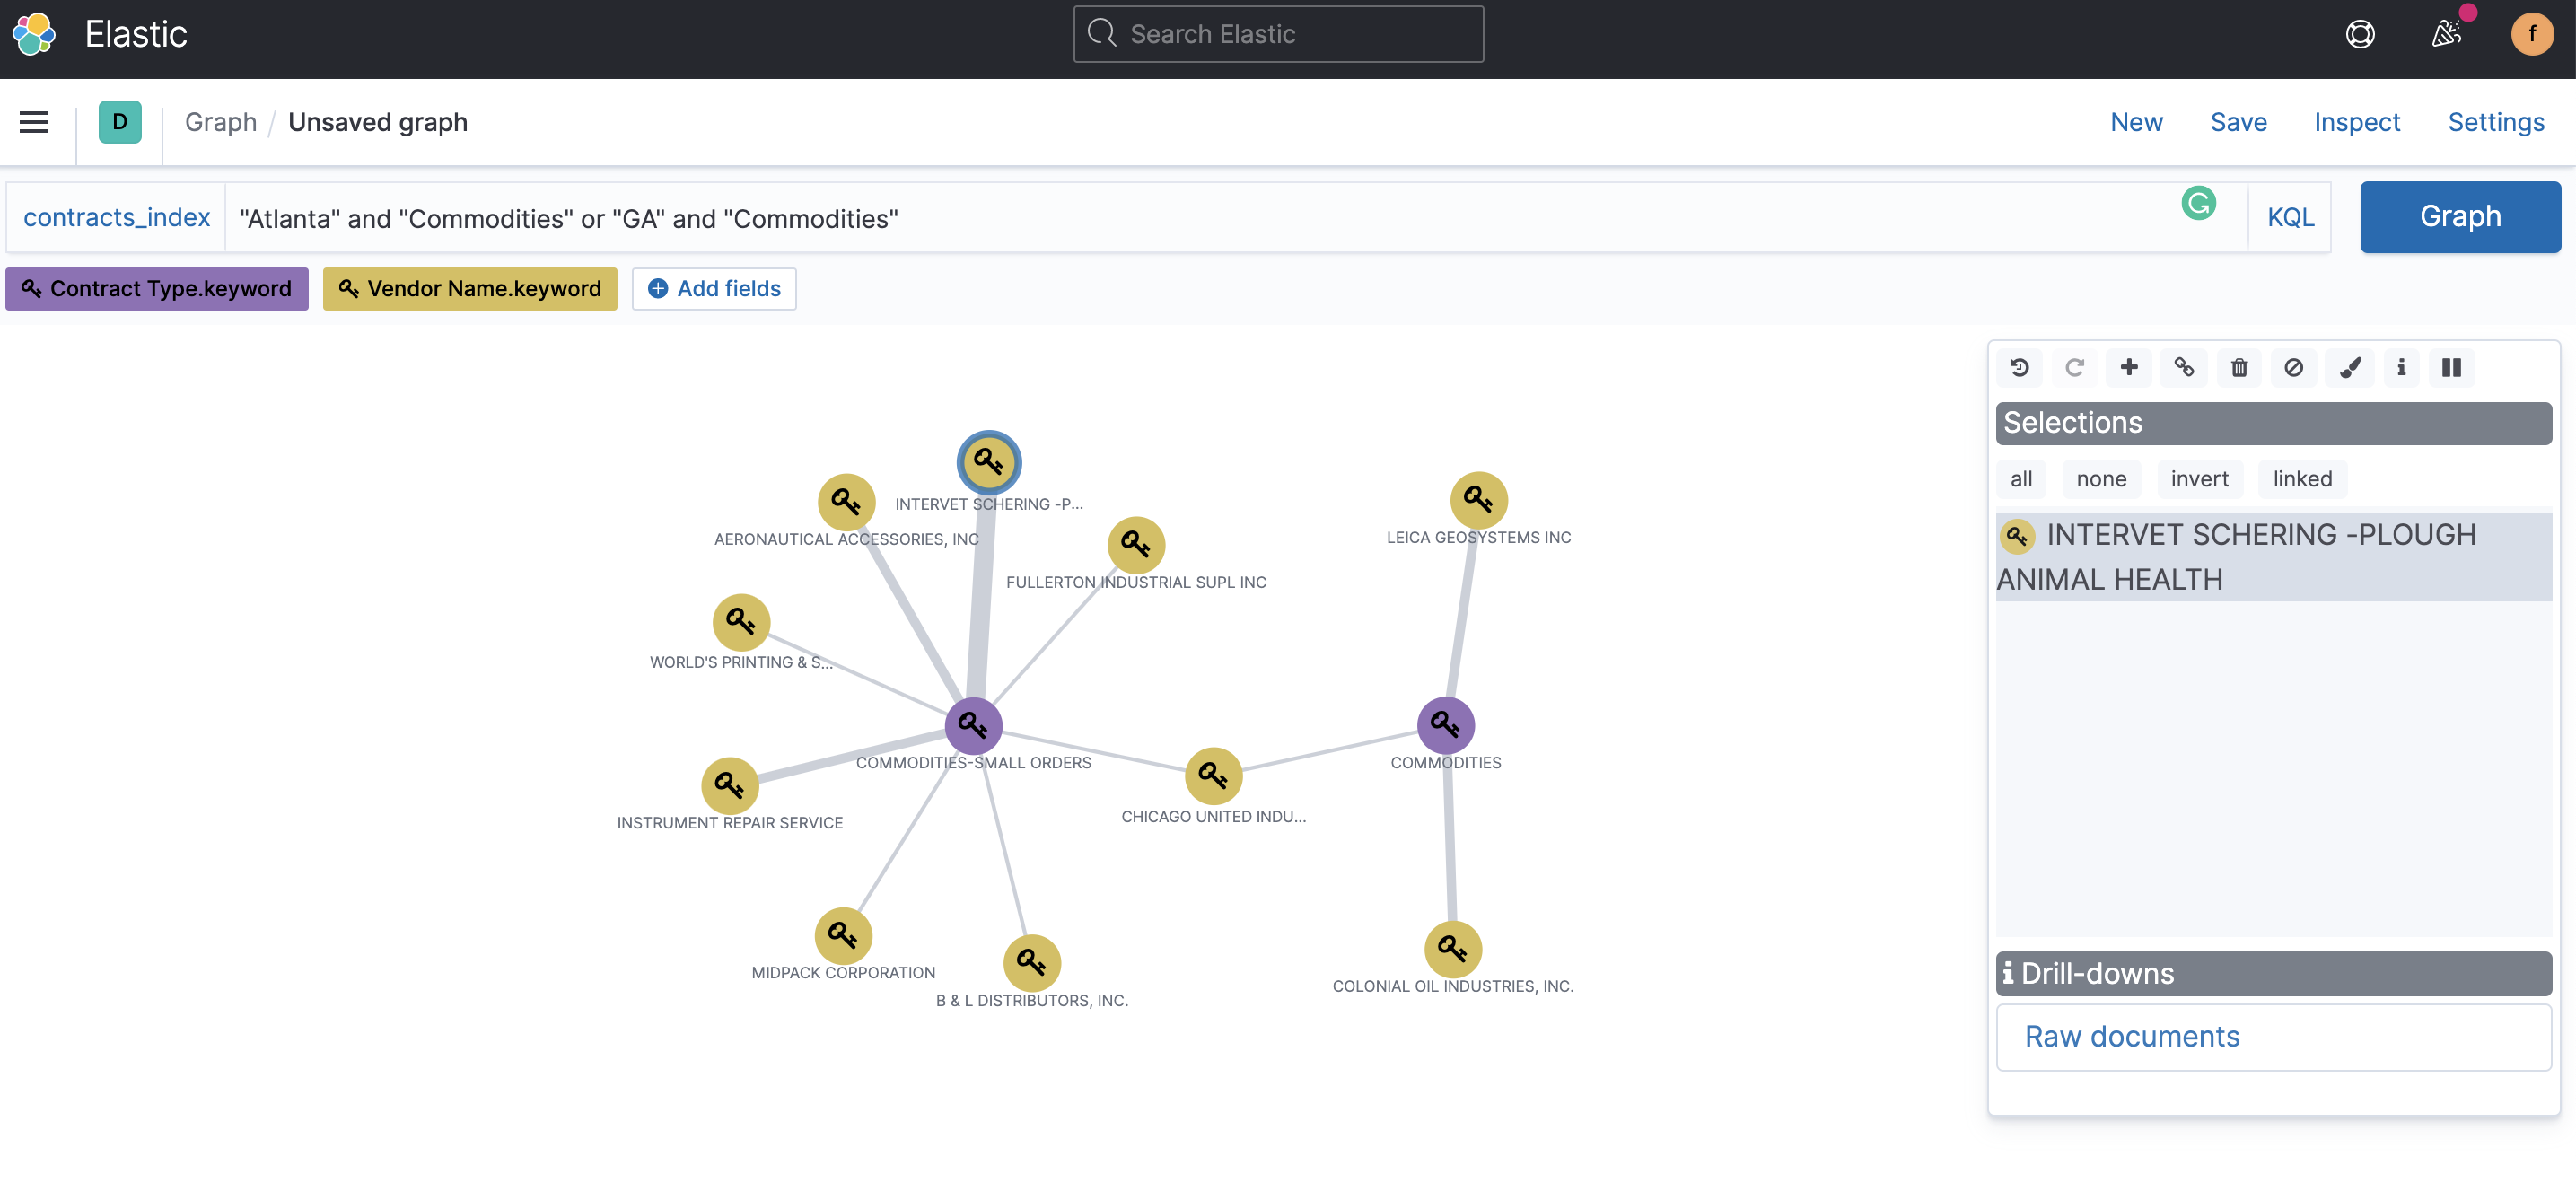 Elastic
Search Elastic
f
D
Graph / Unsaved graph
New
Save
Inspect
Settings
contracts_index
"Atlanta" and "Commodities" or "GA" and "Commodities"
KQL
Graph
Contract Type.keyword
Vendor Name.keyword
Add fields
INTERVET SCHERING -P...
AERONAUTICAL ACCESSORIES, INC
LEICA GEOSYSTEMS INC
FULLERTON INDUSTRIAL SUPL INC
WORLD'S PRINTING & S...
COMMODITIES-SMALL ORDERS
COMMODITIES
INSTRUMENT REPAIR SERVICE
CHICAGO UNITED INDU...
MIDPACK CORPORATION
B & L DISTRIBUTORS, INC.
COLONIAL OIL INDUSTRIES, INC.
Selections
all
none
invert
linked
INTERVET SCHERING -PLOUGH
ANIMAL HEALTH
Drill-downs
Raw documents